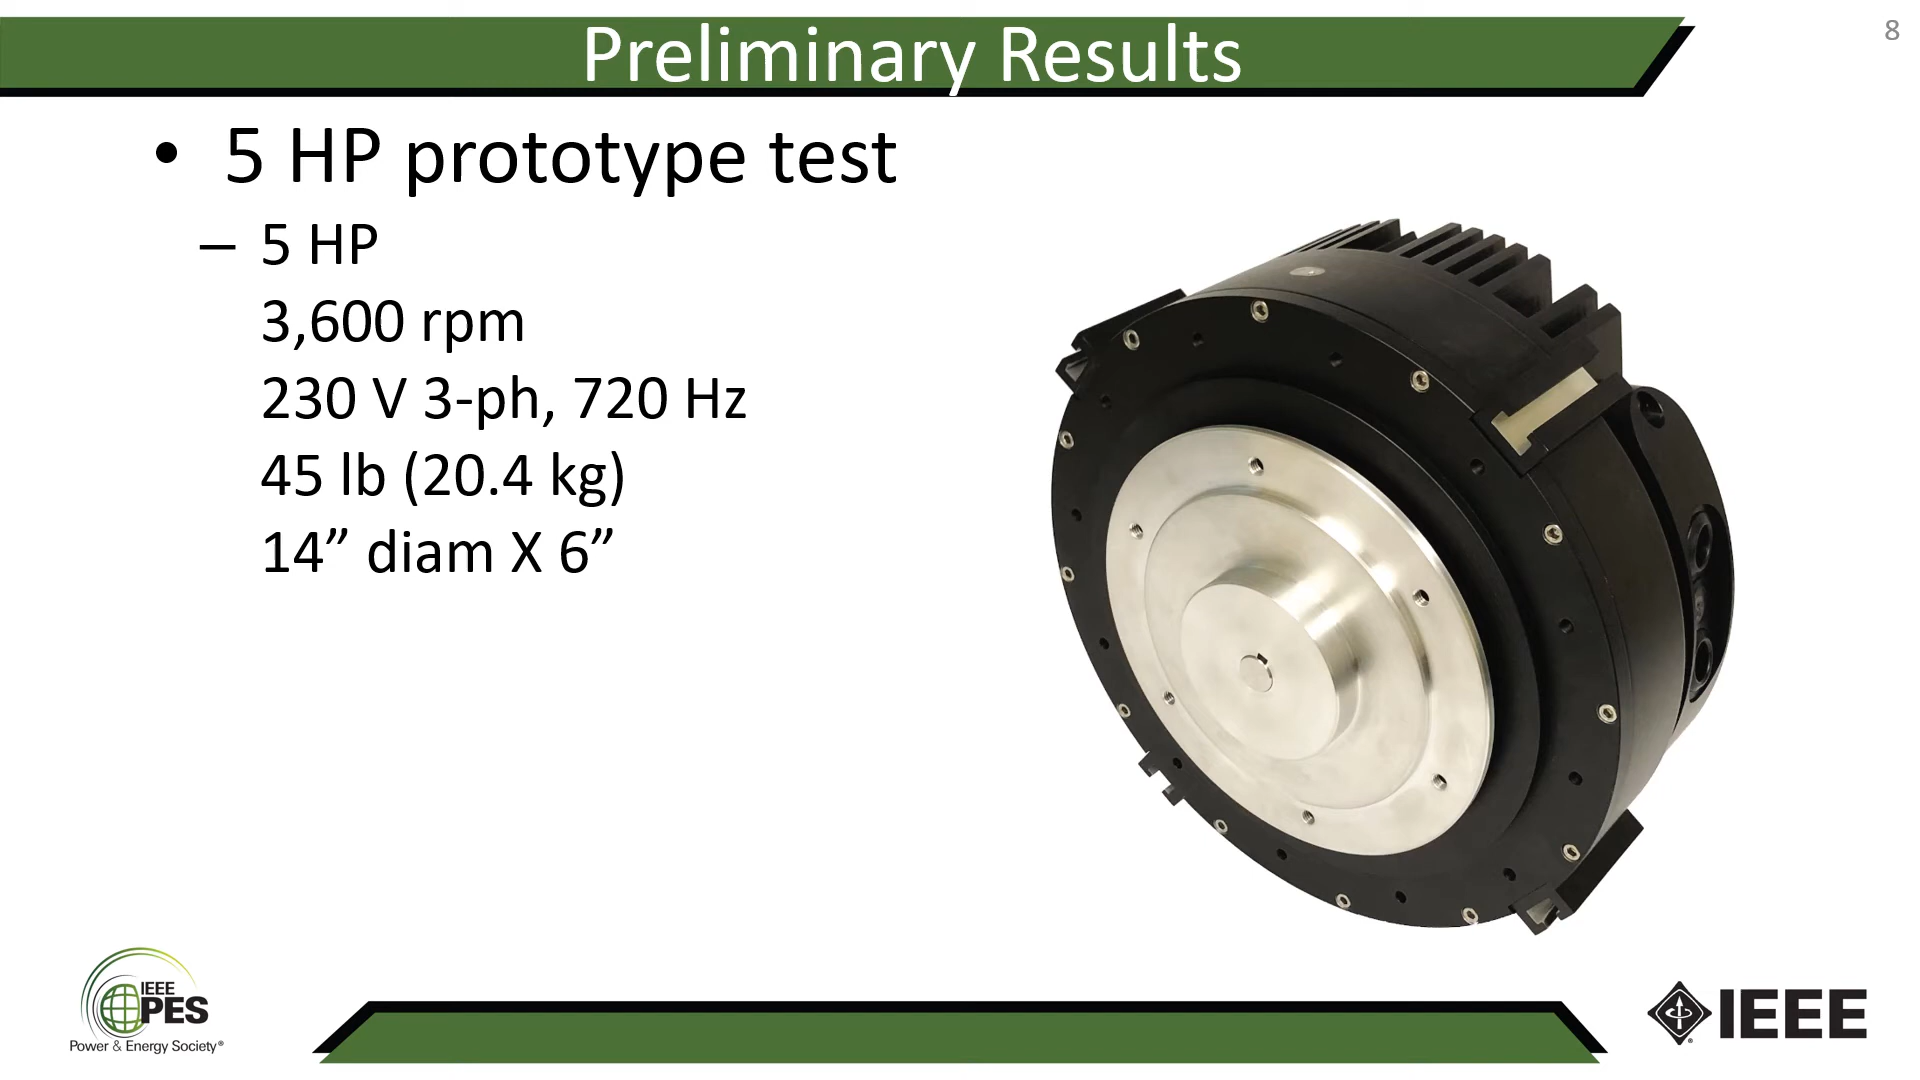 Preliminary Results
8
• 5 HP prototype test
– 5 HP
3,600 rpm
230 V 3-ph, 720 Hz
45 lb (20.4 kg)
14” diam X 6”
IEEE
PES
Power & Energy Society®
IEEE